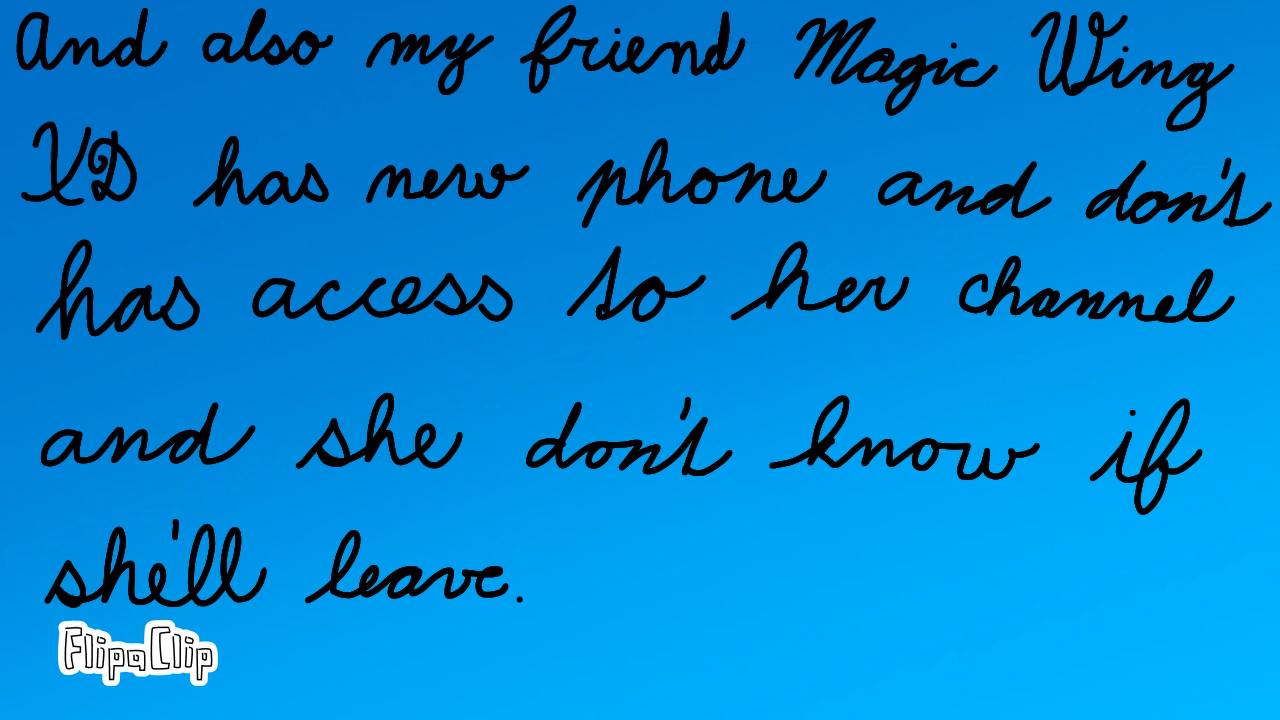 And also my friend Magic Wing
XD has new phone and don't
has access to her channel
and she don't know if
she'll leave.
FlipaClip